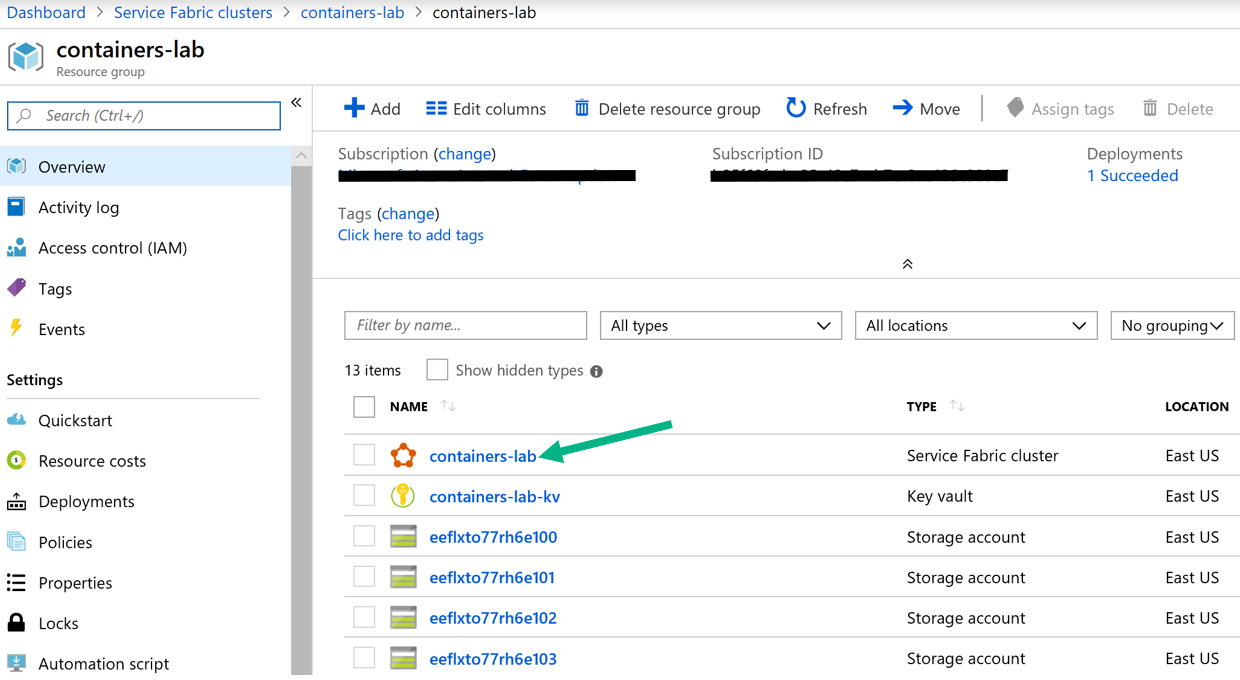 Dashboard > Service Fabric clusters > containers-lab > containers-lab
containers-lab
Resource group
Search (Ctrl+/)
«
Overview
Activity log
Access control (IAM)
Tags
Events
Settings
Quickstart
Resource costs
Deployments
Policies
Properties
Locks
Automation script
Add Edit columns Delete resource group Refresh Move Assign tags Delete
Subscription (change) Subscription ID Deployments
1 Succeeded
Tags (change)
Click here to add tags
Filter by name... All types All locations No grouping
13 items Show hidden types
NAME TYPE LOCATION
containers-lab Service Fabric cluster East US
containers-lab-kv Key vault East US
eeflxto77rh6e100 Storage account East US
eeflxto77rh6e101 Storage account East US
eeflxto77rh6e102 Storage account East US
eeflxto77rh6e103 Storage account East US